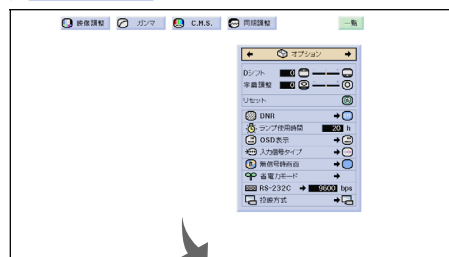 映像調整 ガンマ C.M.S. 同期調整 一覧
オプション
Dシフト 0
字幕調整 0
リセット
DNR
ランプ使用時間 20 h
OSD表示
入力信号タイプ
無信号時画面
省電力モード
RS-232C 9600 bps
投映方式